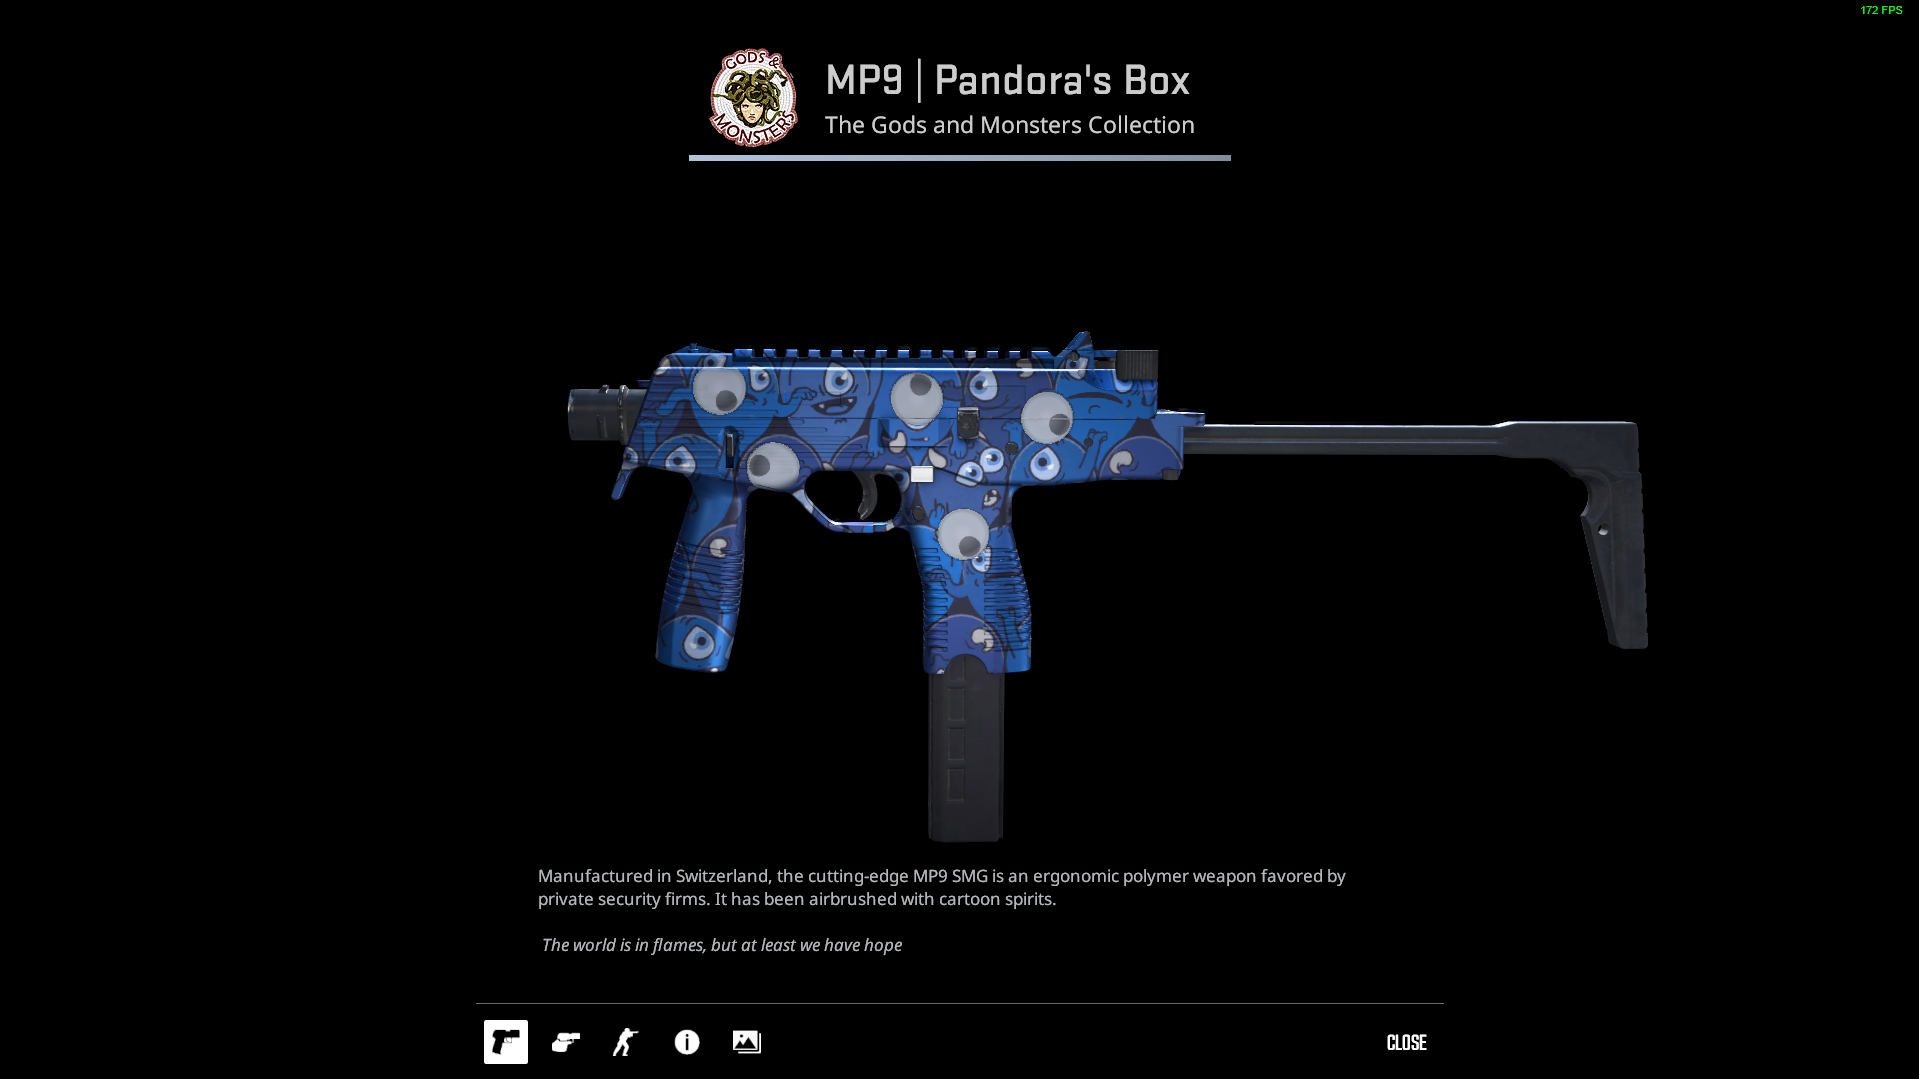 172 FPS
GODS &
MONSTERS
MP9 | Pandora's Box
The Gods and Monsters Collection
Manufactured in Switzerland, the cutting-edge MP9 SMG is an ergonomic polymer weapon favored by
private security firms. It has been airbrushed with cartoon spirits.
The world is in flames, but at least we have hope
CLOSE